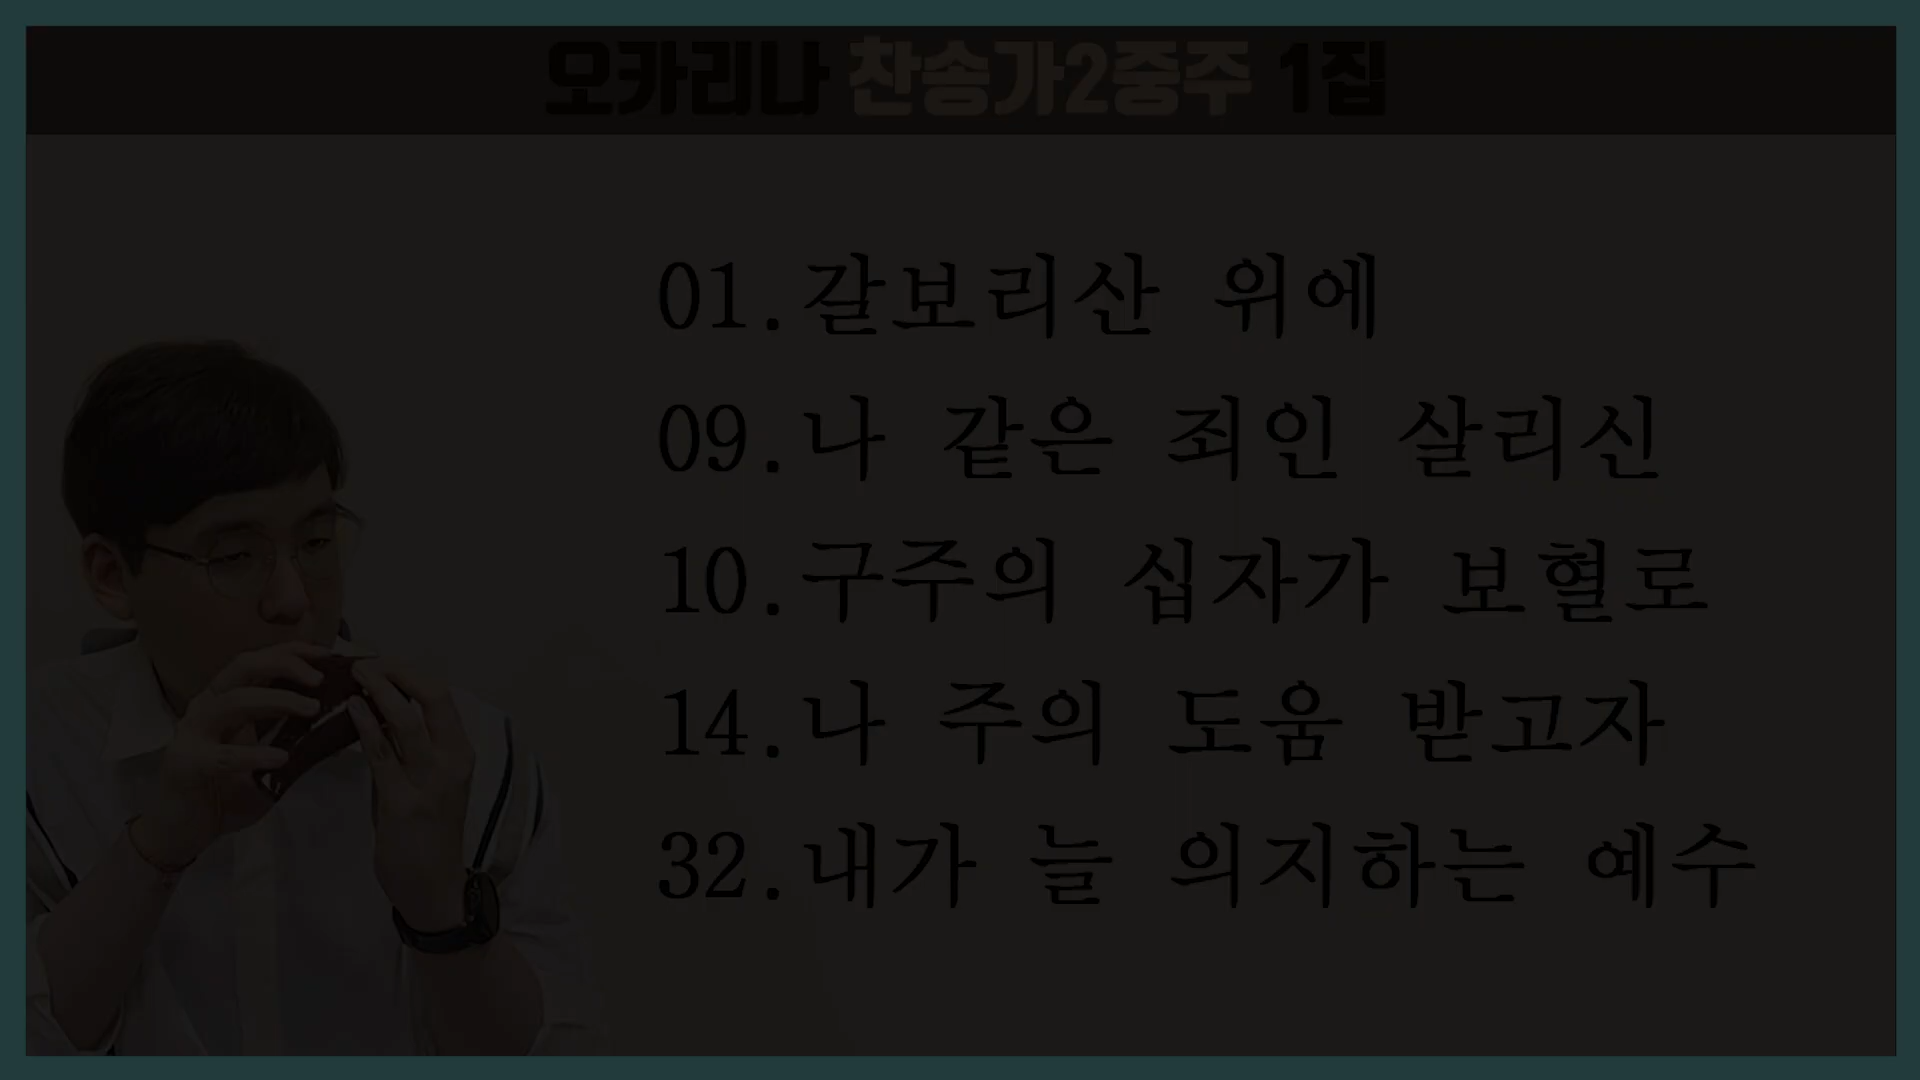 오카리나 찬송가2중주 1집
01.갈보리산 위에
09.나 같은 죄인 살리신
10.구주의 십자가 보혈로
14.나 주의 도움 받고자
32.내가 늘 의지하는 예수